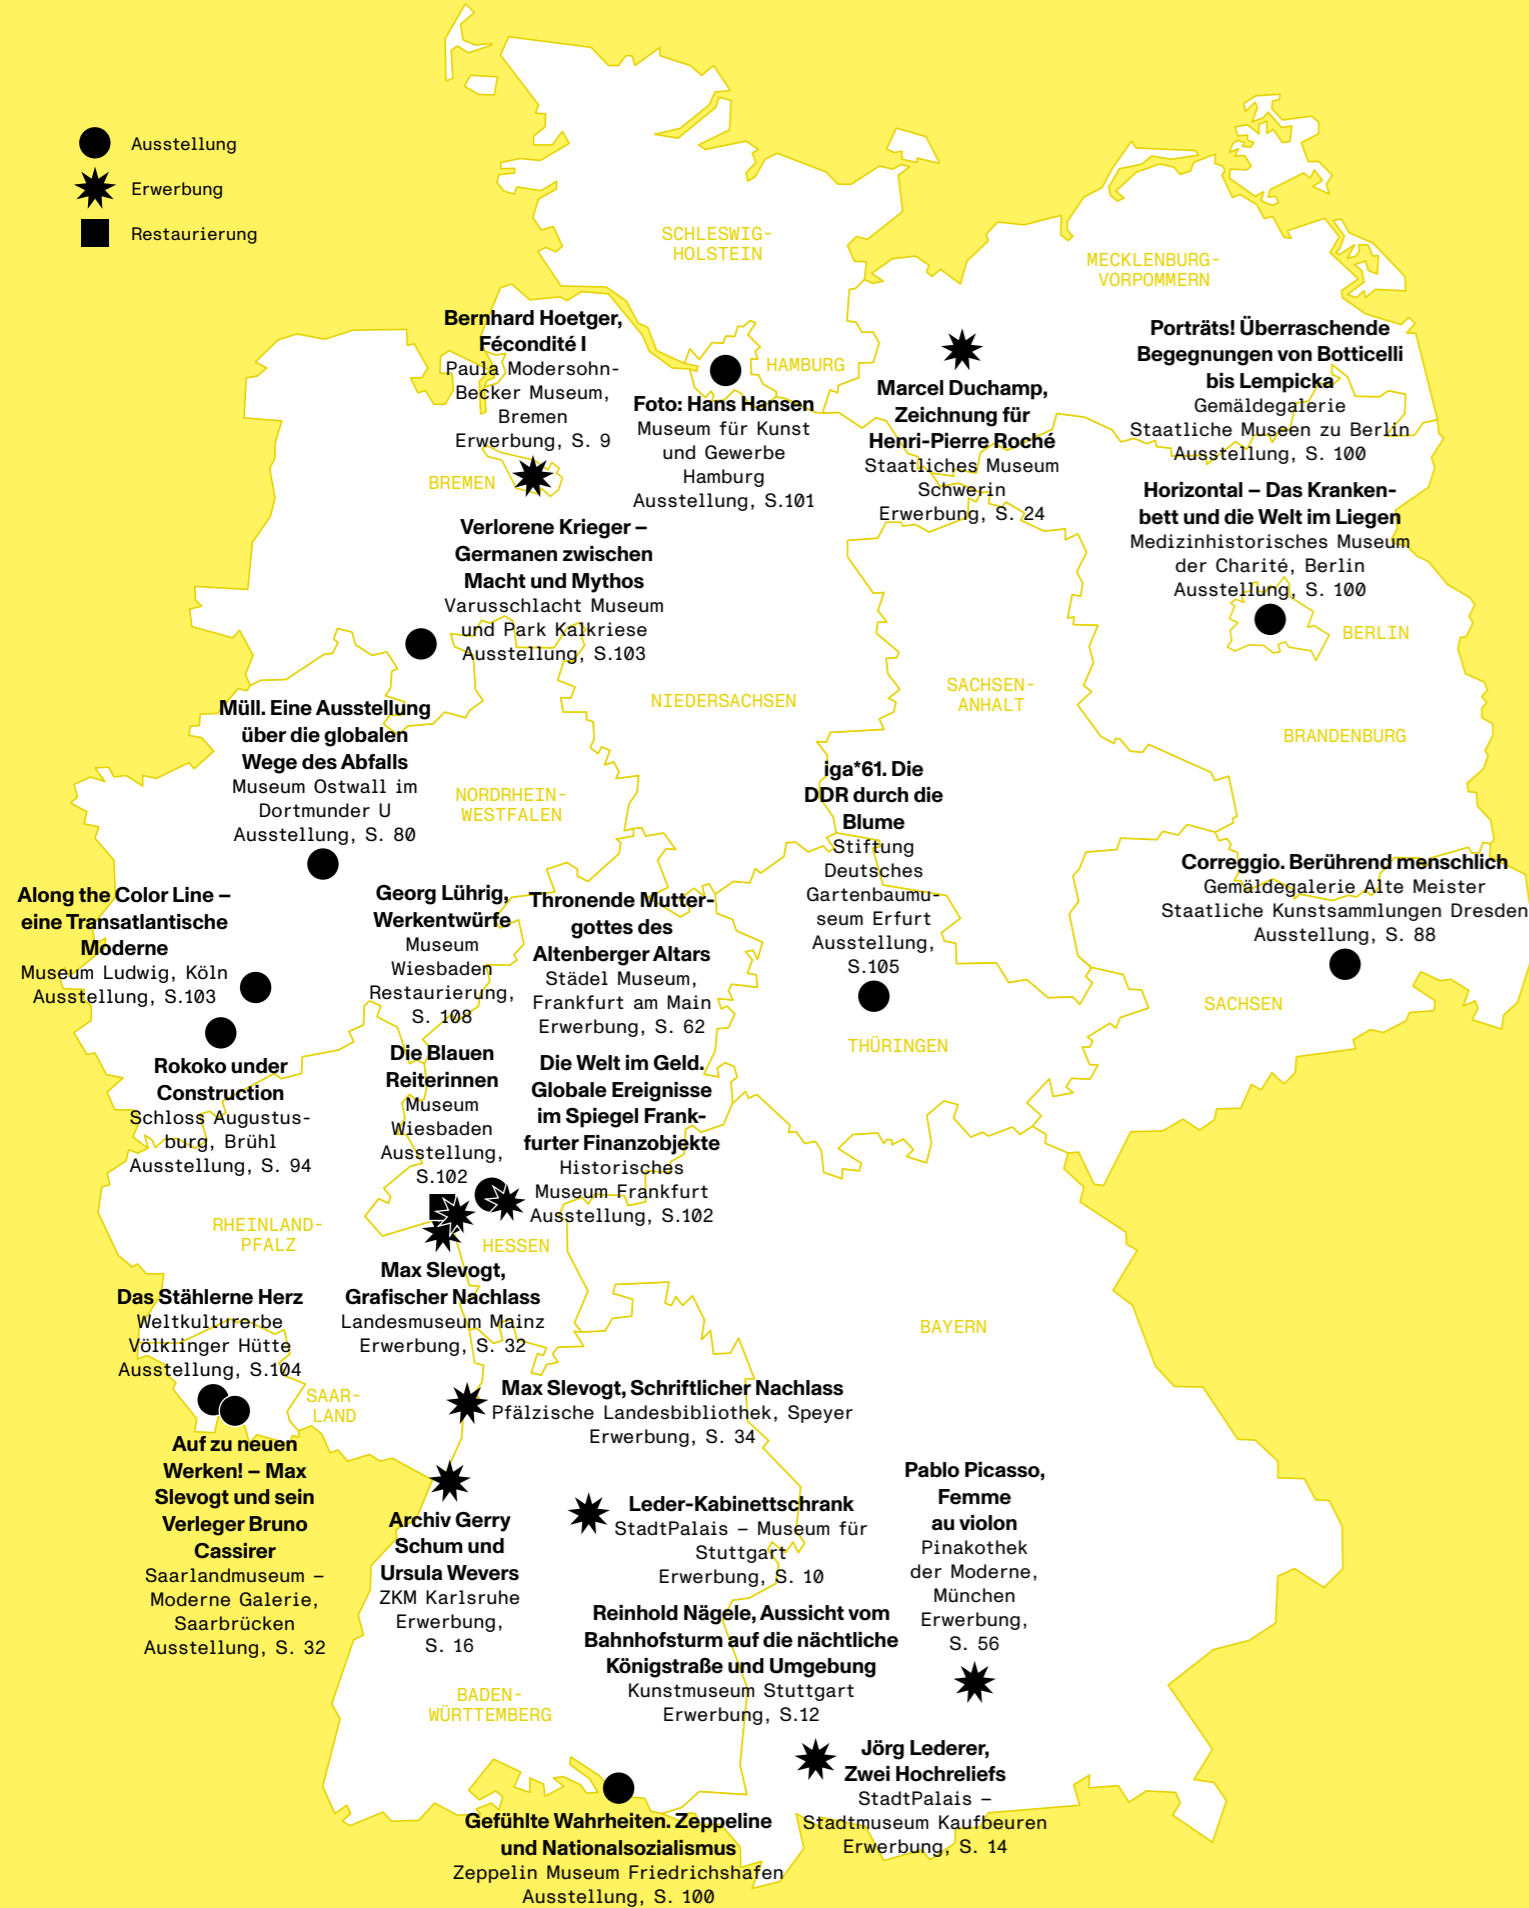 Ausstellung
Erwerbung
Restaurierung
SCHLESWIG-
HOLSTEIN
MECKLENBURG-
VORPOMMERN
HAMBURG
Bernhard Hoetger,
Fécondité I
Paula Modersohn-
Becker Museum,
Bremen
Erwerbung, S. 9
BREMEN
Foto: Hans Hansen
Museum für Kunst
und Gewerbe
Hamburg
Ausstellung, S.101
Marcel Duchamp,
Zeichnung für
Henri-Pierre Roché
Staatliches Museum
Schwerin
Erwerbung, S. 24
Porträts! Überraschende
Begegnungen von Botticelli
bis Lempicka
Gemäldegalerie
Staatliche Museen zu Berlin
Ausstellung, S. 100
Horizontal – Das Kranken-
bett und die Welt im Liegen
Medizinhistorisches Museum
der Charité, Berlin
Ausstellung, S. 100
BERLIN
Verlorene Krieger –
Germanen zwischen
Macht und Mythos
Varusschlacht Museum
und Park Kalkriese
Ausstellung, S.103
NIEDERSACHSEN
SACHSEN-
ANHALT
BRANDENBURG
Müll. Eine Ausstellung
über die globalen
Wege des Abfalls
Museum Ostwall im
Dortmunder U
Ausstellung, S. 80
NORDRHEIN-
WESTFALEN
iga*61. Die
DDR durch die
Blume
Stiftung
Deutsches
Gartenbaumu-
seum Erfurt
Ausstellung,
S.105
THÜRINGEN
Correggio. Berührend menschlich
Gemäldegalerie Alte Meister
Staatliche Kunstsammlungen Dresden
Ausstellung, S. 88
SACHSEN
Along the Color Line –
eine Transatlantische
Moderne
Museum Ludwig, Köln
Ausstellung, S.103
Georg Lührig,
Werkentwürfe
Museum
Wiesbaden
Restaurierung,
S. 108
Thronende Mutter-
gottes des
Altenberger Altars
Städel Museum,
Frankfurt am Main
Erwerbung, S. 62
Rokoko under
Construction
Schloss Augustus-
burg, Brühl
Ausstellung, S. 94
Die Blauen
Reiterinnen
Museum
Wiesbaden
Ausstellung,
S.102
Die Welt im Geld.
Globale Ereignisse
im Spiegel Frank-
furter Finanzobjekte
Historisches
Museum Frankfurt
Ausstellung, S.102
RHEINLAND-
PFALZ
HESSEN
Max Slevogt,
Grafischer Nachlass
Landesmuseum Mainz
Erwerbung, S. 32
BAYERN
Das Stählerne Herz
Weltkulturerbe
Völklinger Hütte
Ausstellung, S.104
SAAR-
LAND
Max Slevogt, Schriftlicher Nachlass
Pfälzische Landesbibliothek, Speyer
Erwerbung, S. 34
Auf zu neuen
Werken! – Max
Slevogt und sein
Verleger Bruno
Cassirer
Saarlandmuseum –
Moderne Galerie,
Saarbrücken
Ausstellung, S. 32
Archiv Gerry
Schum und
Ursula Wevers
ZKM Karlsruhe
Erwerbung,
S. 16
Leder-Kabinettschrank
StadtPalais – Museum für
Stuttgart
Erwerbung, S. 10
Pablo Picasso,
Femme
au violon
Pinakothek
der Moderne,
München
Erwerbung,
S. 56
Reinhold Nägele, Aussicht vom
Bahnhofsturm auf die nächtliche
Königstraße und Umgebung
Kunstmuseum Stuttgart
Erwerbung, S.12
BADEN-
WÜRTTEMBERG
Jörg Lederer,
Zwei Hochreliefs
StadtPalais –
Stadtmuseum Kaufbeuren
Erwerbung, S. 14
Gefühlte Wahrheiten. Zeppeline
und Nationalsozialismus
Zeppelin Museum Friedrichshafen
Ausstellung, S. 100